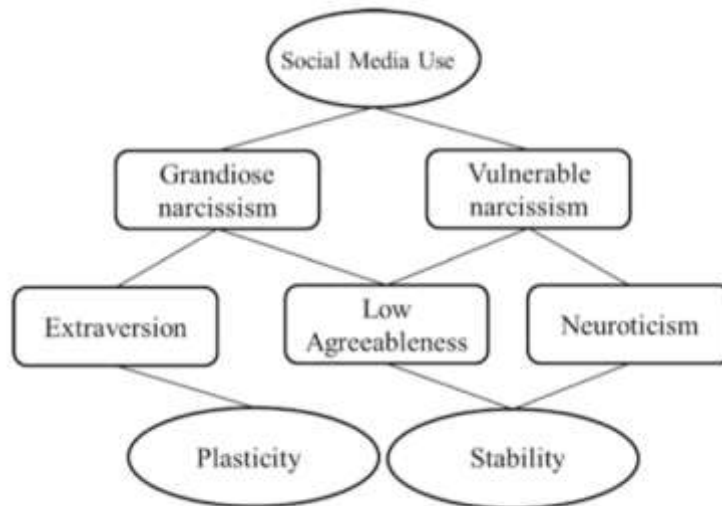 Social Media Use
Grandiose
narcissism
Vulnerable
narcissism
Extraversion
Low
Agreeableness
Neuroticism
Plasticity
Stability